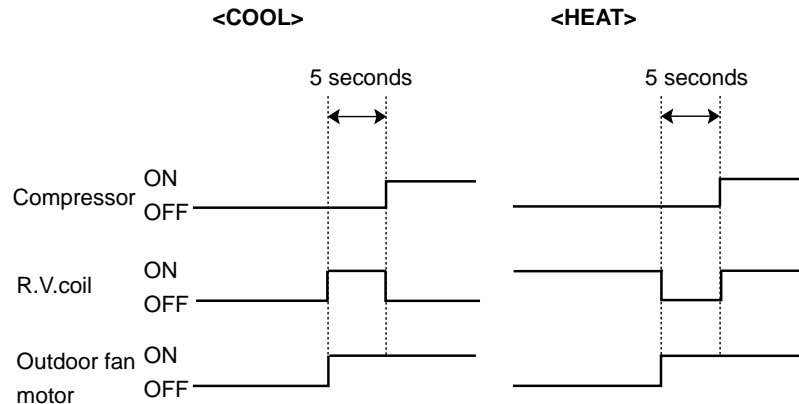 <COOL>
<HEAT>
5 seconds
5 seconds
Compressor
ON
OFF
R.V.coil
ON
OFF
Outdoor fan
motor
ON
OFF